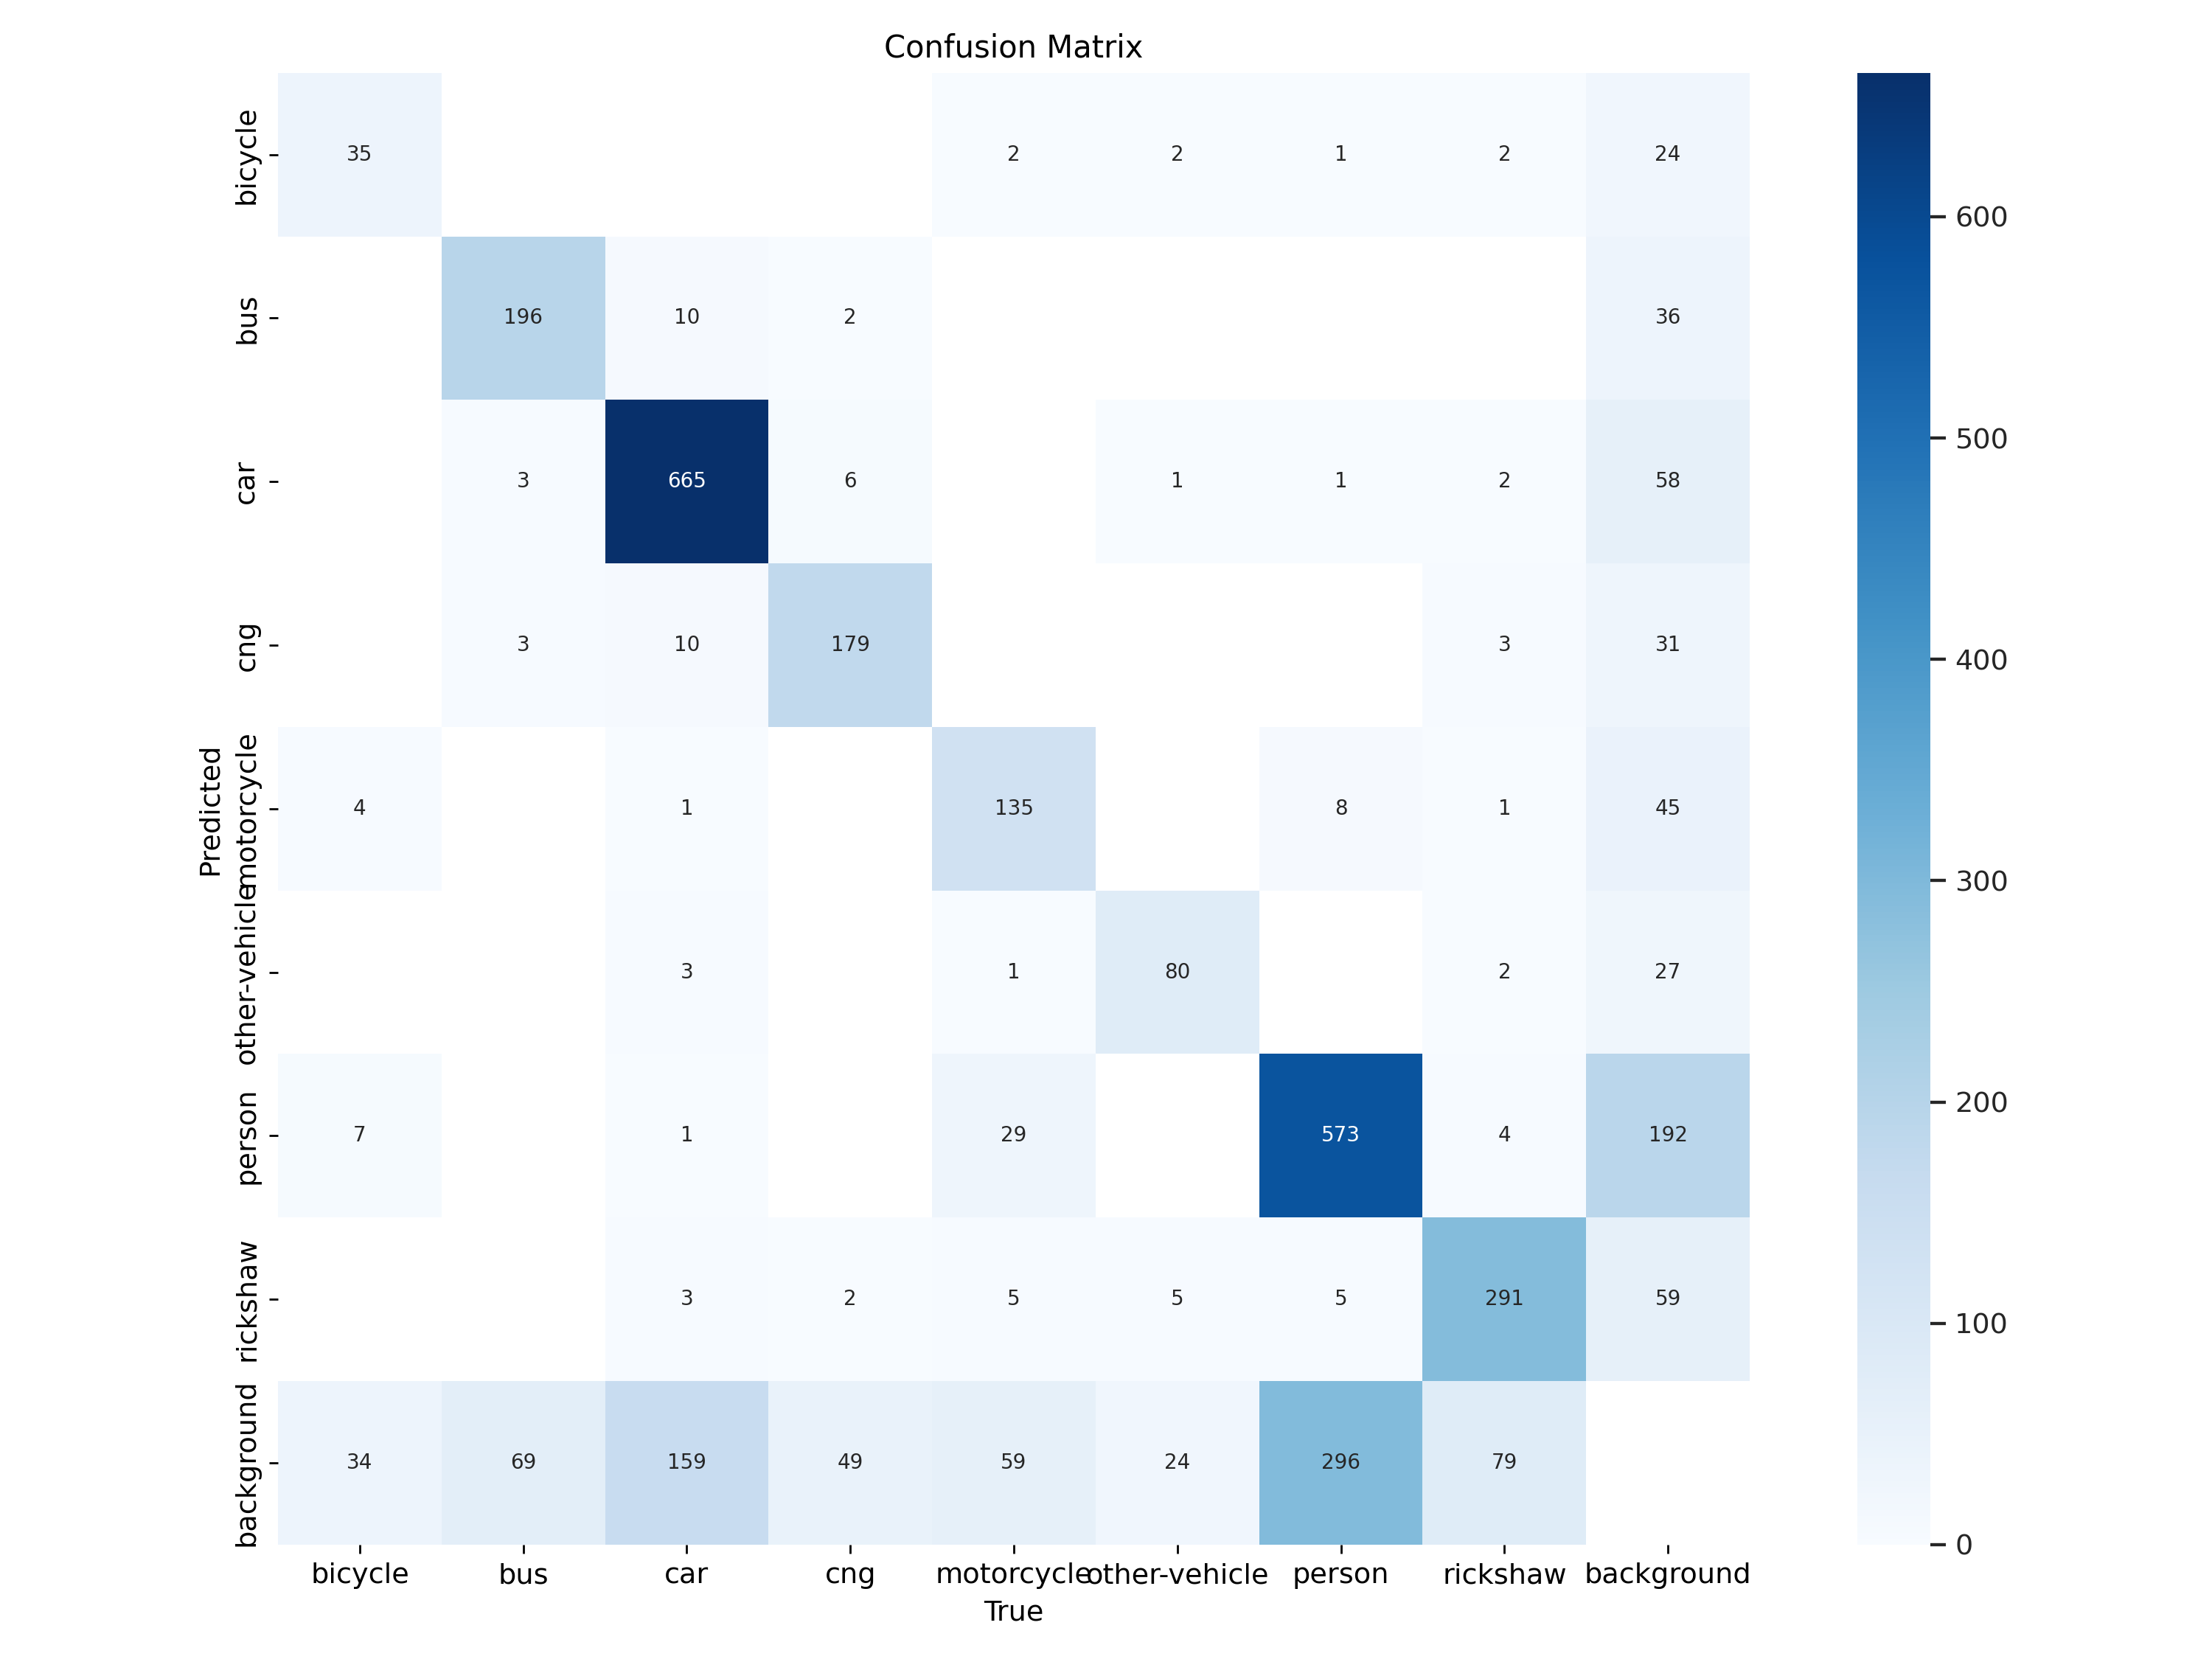 Confusion Matrix
bicycle 35 2 2 1 2 24
bus 196 10 2 36
car 3 665 6 1 1 2 58
cng 3 10 179 3 31
motorcycle 4 1 135 8 1 45
other-vehicle 3 1 80 2 27
person 7 1 29 573 4 192
rickshaw 3 2 5 5 5 291 59
background 34 69 159 49 59 24 296 79
Predicted
bicycle bus car cng motorcycle other-vehicle person rickshaw background
True
600
500
400
300
200
100
0